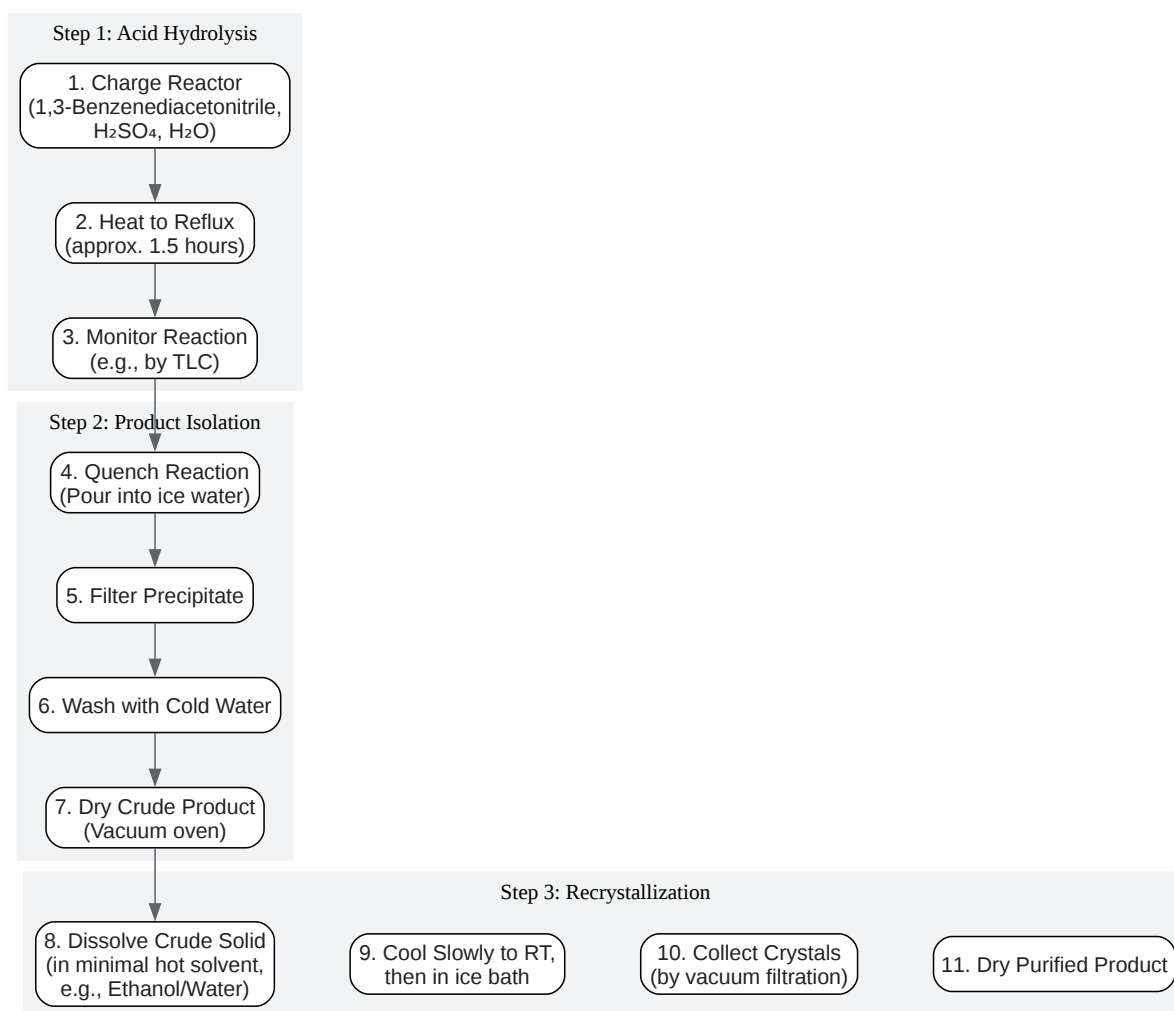 Step 1: Acid Hydrolysis
1. Charge Reactor
(1,3-Benzenediacetonitrile,
H₂SO₄, H₂O)
2. Heat to Reflux
(approx. 1.5 hours)
3. Monitor Reaction
(e.g., by TLC)
Step 2: Product Isolation
4. Quench Reaction
(Pour into ice water)
5. Filter Precipitate
6. Wash with Cold Water
7. Dry Crude Product
(Vacuum oven)
Step 3: Recrystallization
8. Dissolve Crude Solid
(in minimal hot solvent,
e.g., Ethanol/Water)
9. Cool Slowly to RT,
then in ice bath
10. Collect Crystals
(by vacuum filtration)
11. Dry Purified Product